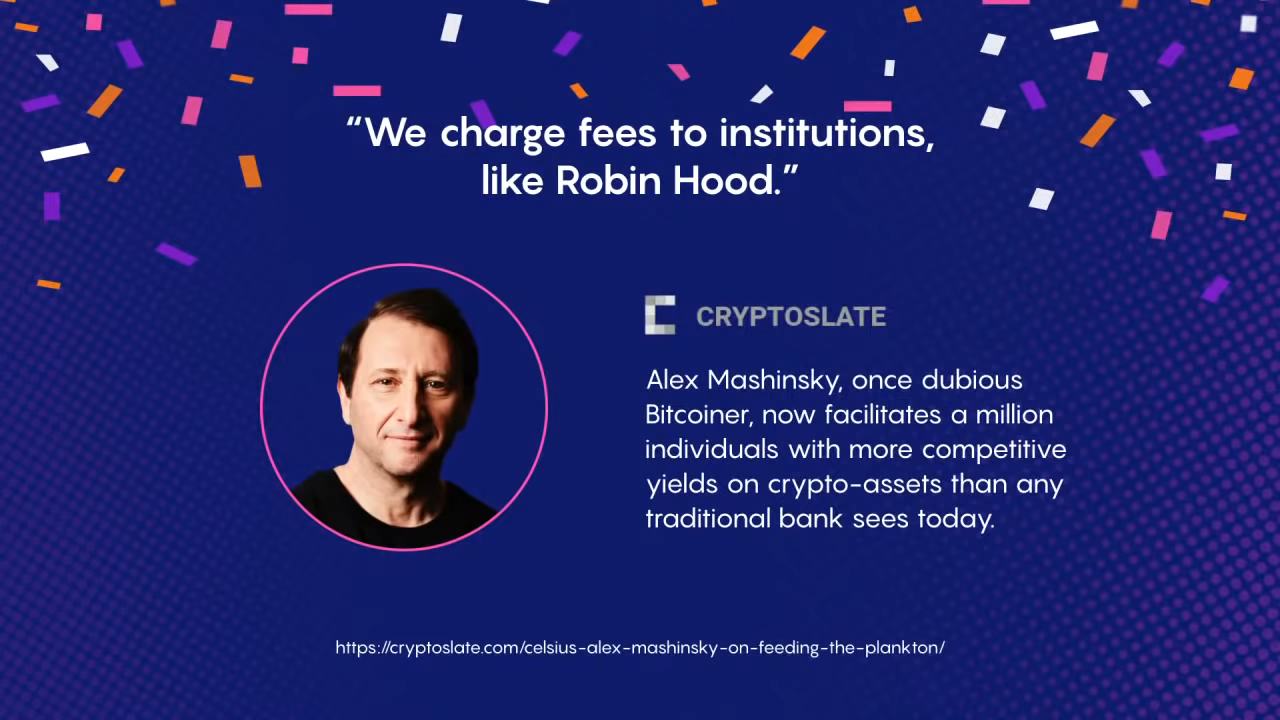 “We charge fees to institutions,
like Robin Hood.”
CRYPTOSLATE
Alex Mashinsky, once dubious
Bitcoiner, now facilitates a million
individuals with more competitive
yields on crypto-assets than any
traditional bank sees today.
https://cryptoslate.com/celsius-alex-mashinsky-on-feeding-the-plankton/